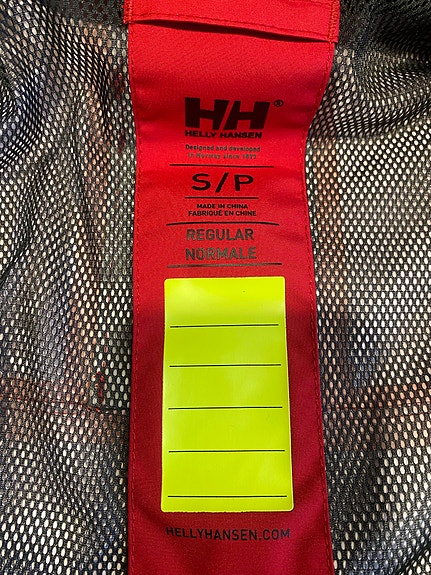 HH®
HELLY HANSEN
Designed and developed
in Norway since 1877
S/P
MADE IN CHINA
FABRIQUÉ EN CHINE
REGULAR
NORMALE
HELLYHANSEN.COM